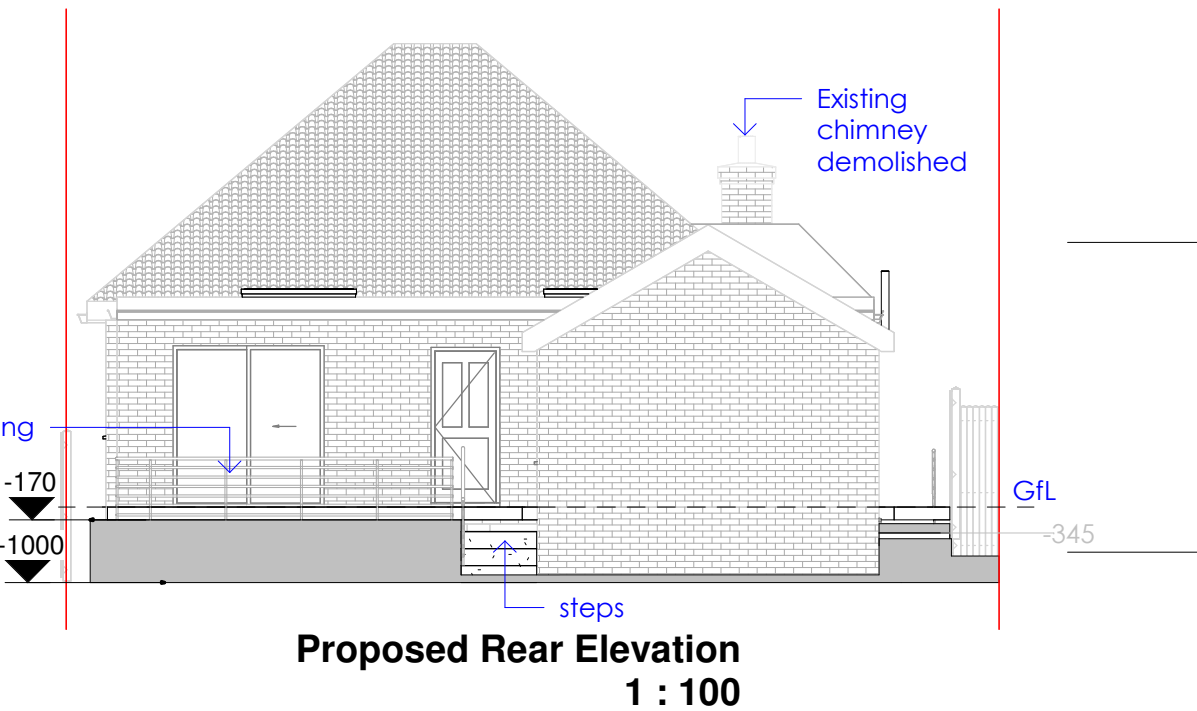 Existing
chimney
demolished
ng
-170
GfL
-345
-1000
steps
Proposed Rear Elevation
1 : 100